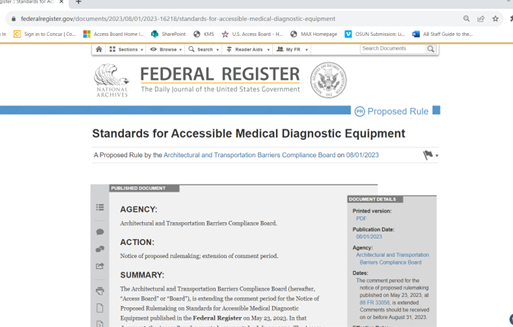 egister : Standards for Ac
federalregister.gov/documents/2023/08/01/2023-16218/standards-for-accessible-medical-diagnostic-equipment
Sign in to Concur | Co...
Access Board Home |...
SharePoint
KMS
U.S. Access Board - H...
MAX Homepage
OSUN Submission: Li...
All Staff Guide to the...
Sections
Browse
Search
Reader Aids
My FR
Search Documents
NATIONAL ARCHIVES
FEDERAL REGISTER
The Daily Journal of the United States Government
PR Proposed Rule
Standards for Accessible Medical Diagnostic Equipment
A Proposed Rule by the Architectural and Transportation Barriers Compliance Board on 08/01/2023
PUBLISHED DOCUMENT
AGENCY:
Architectural and Transportation Barriers Compliance Board.
ACTION:
Notice of proposed rulemaking; extension of comment period.
SUMMARY:
The Architectural and Transportation Barriers Compliance Board (hereafter,
“Access Board” or “Board”), is extending the comment period for the Notice
of Proposed Rulemaking on Standards for Accessible Medical Diagnostic
Equipment published in the Federal Register on May 23, 2023. In that
DOCUMENT DETAILS
Printed version:
PDF
Publication Date:
08/01/2023
Agency:
Architectural and Transportation
Barriers Compliance Board
Dates:
The comment period for the
notice of proposed rulemaking
published on May 23, 2023, at
88 FR 33056, is extended.
Comments should be received
on or before August 31, 2023.